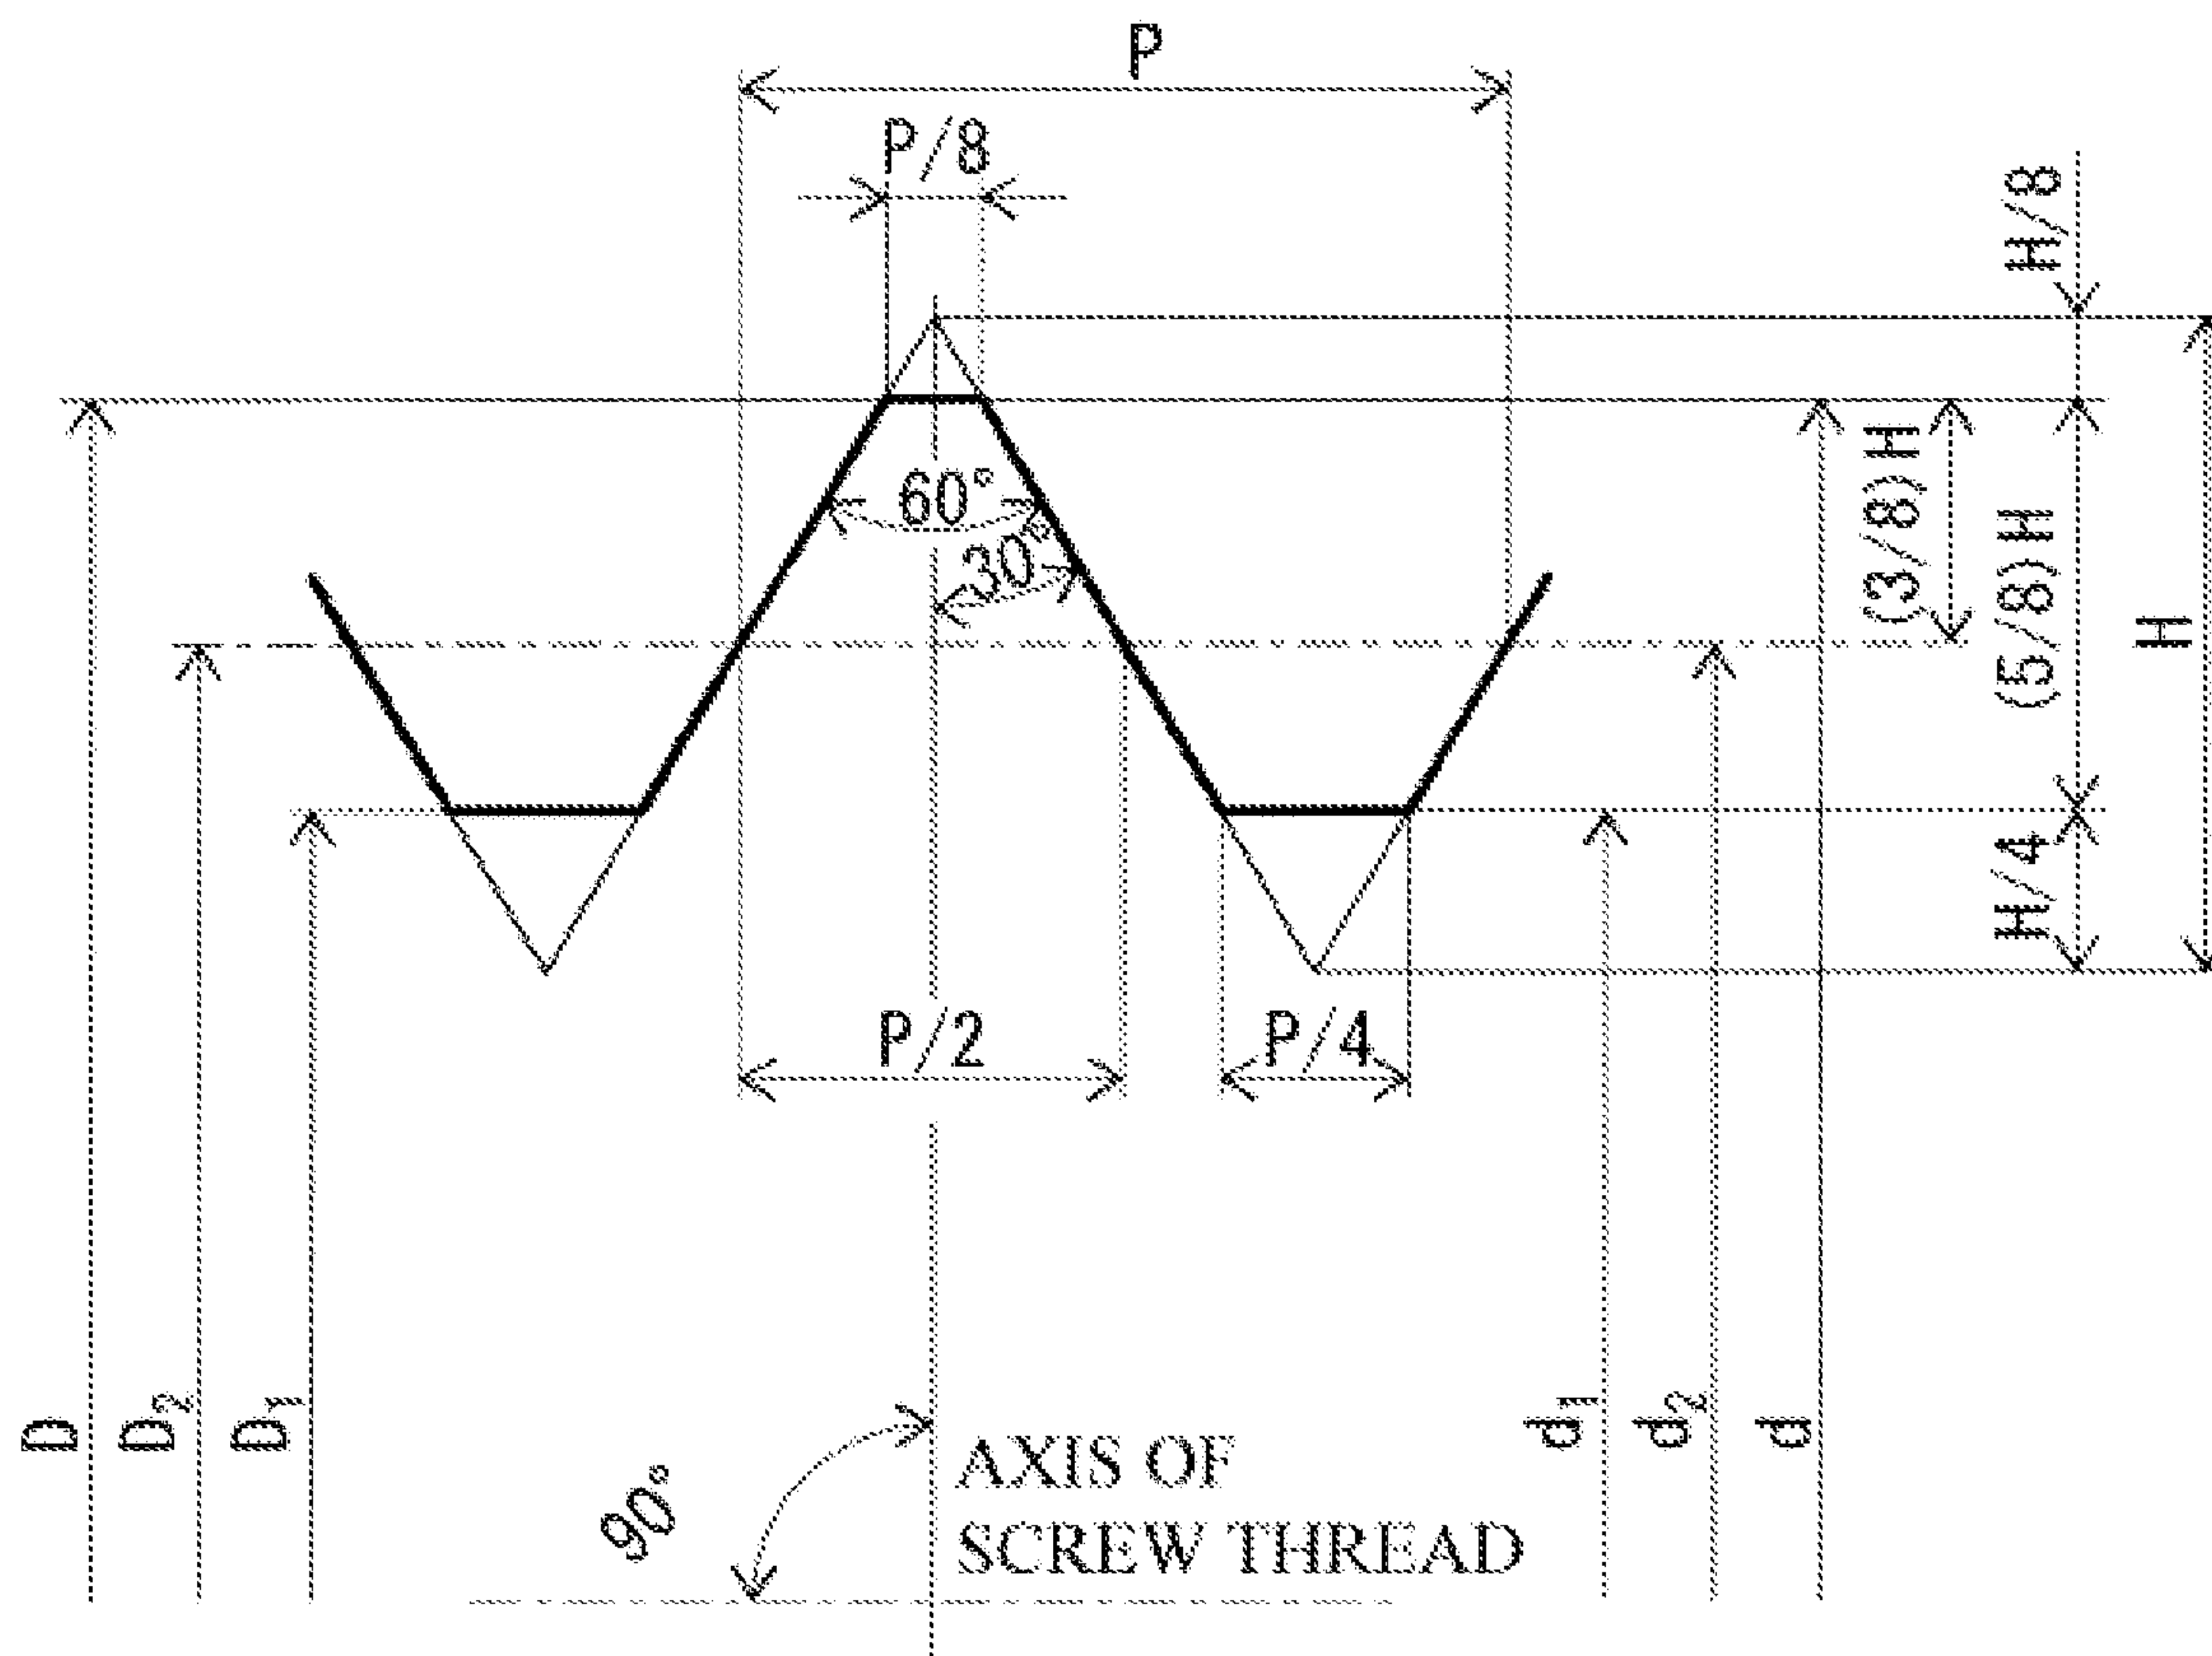 P
P/8
H/8
60°
30°
(3/8)H
(5/8)H
H
H/4
P/2
P/4
D
D₂
D₁
d₁
d₂
d
90°
AXIS OF
SCREW THREAD